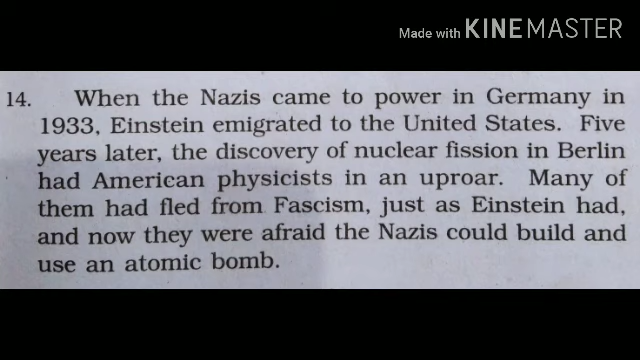 Made with KINEMASTER
14. When the Nazis came to power in Germany in
1933, Einstein emigrated to the United States. Five
years later, the discovery of nuclear fission in Berlin
had American physicists in an uproar. Many of
them had fled from Fascism, just as Einstein had,
and now they were afraid the Nazis could build and
use an atomic bomb.